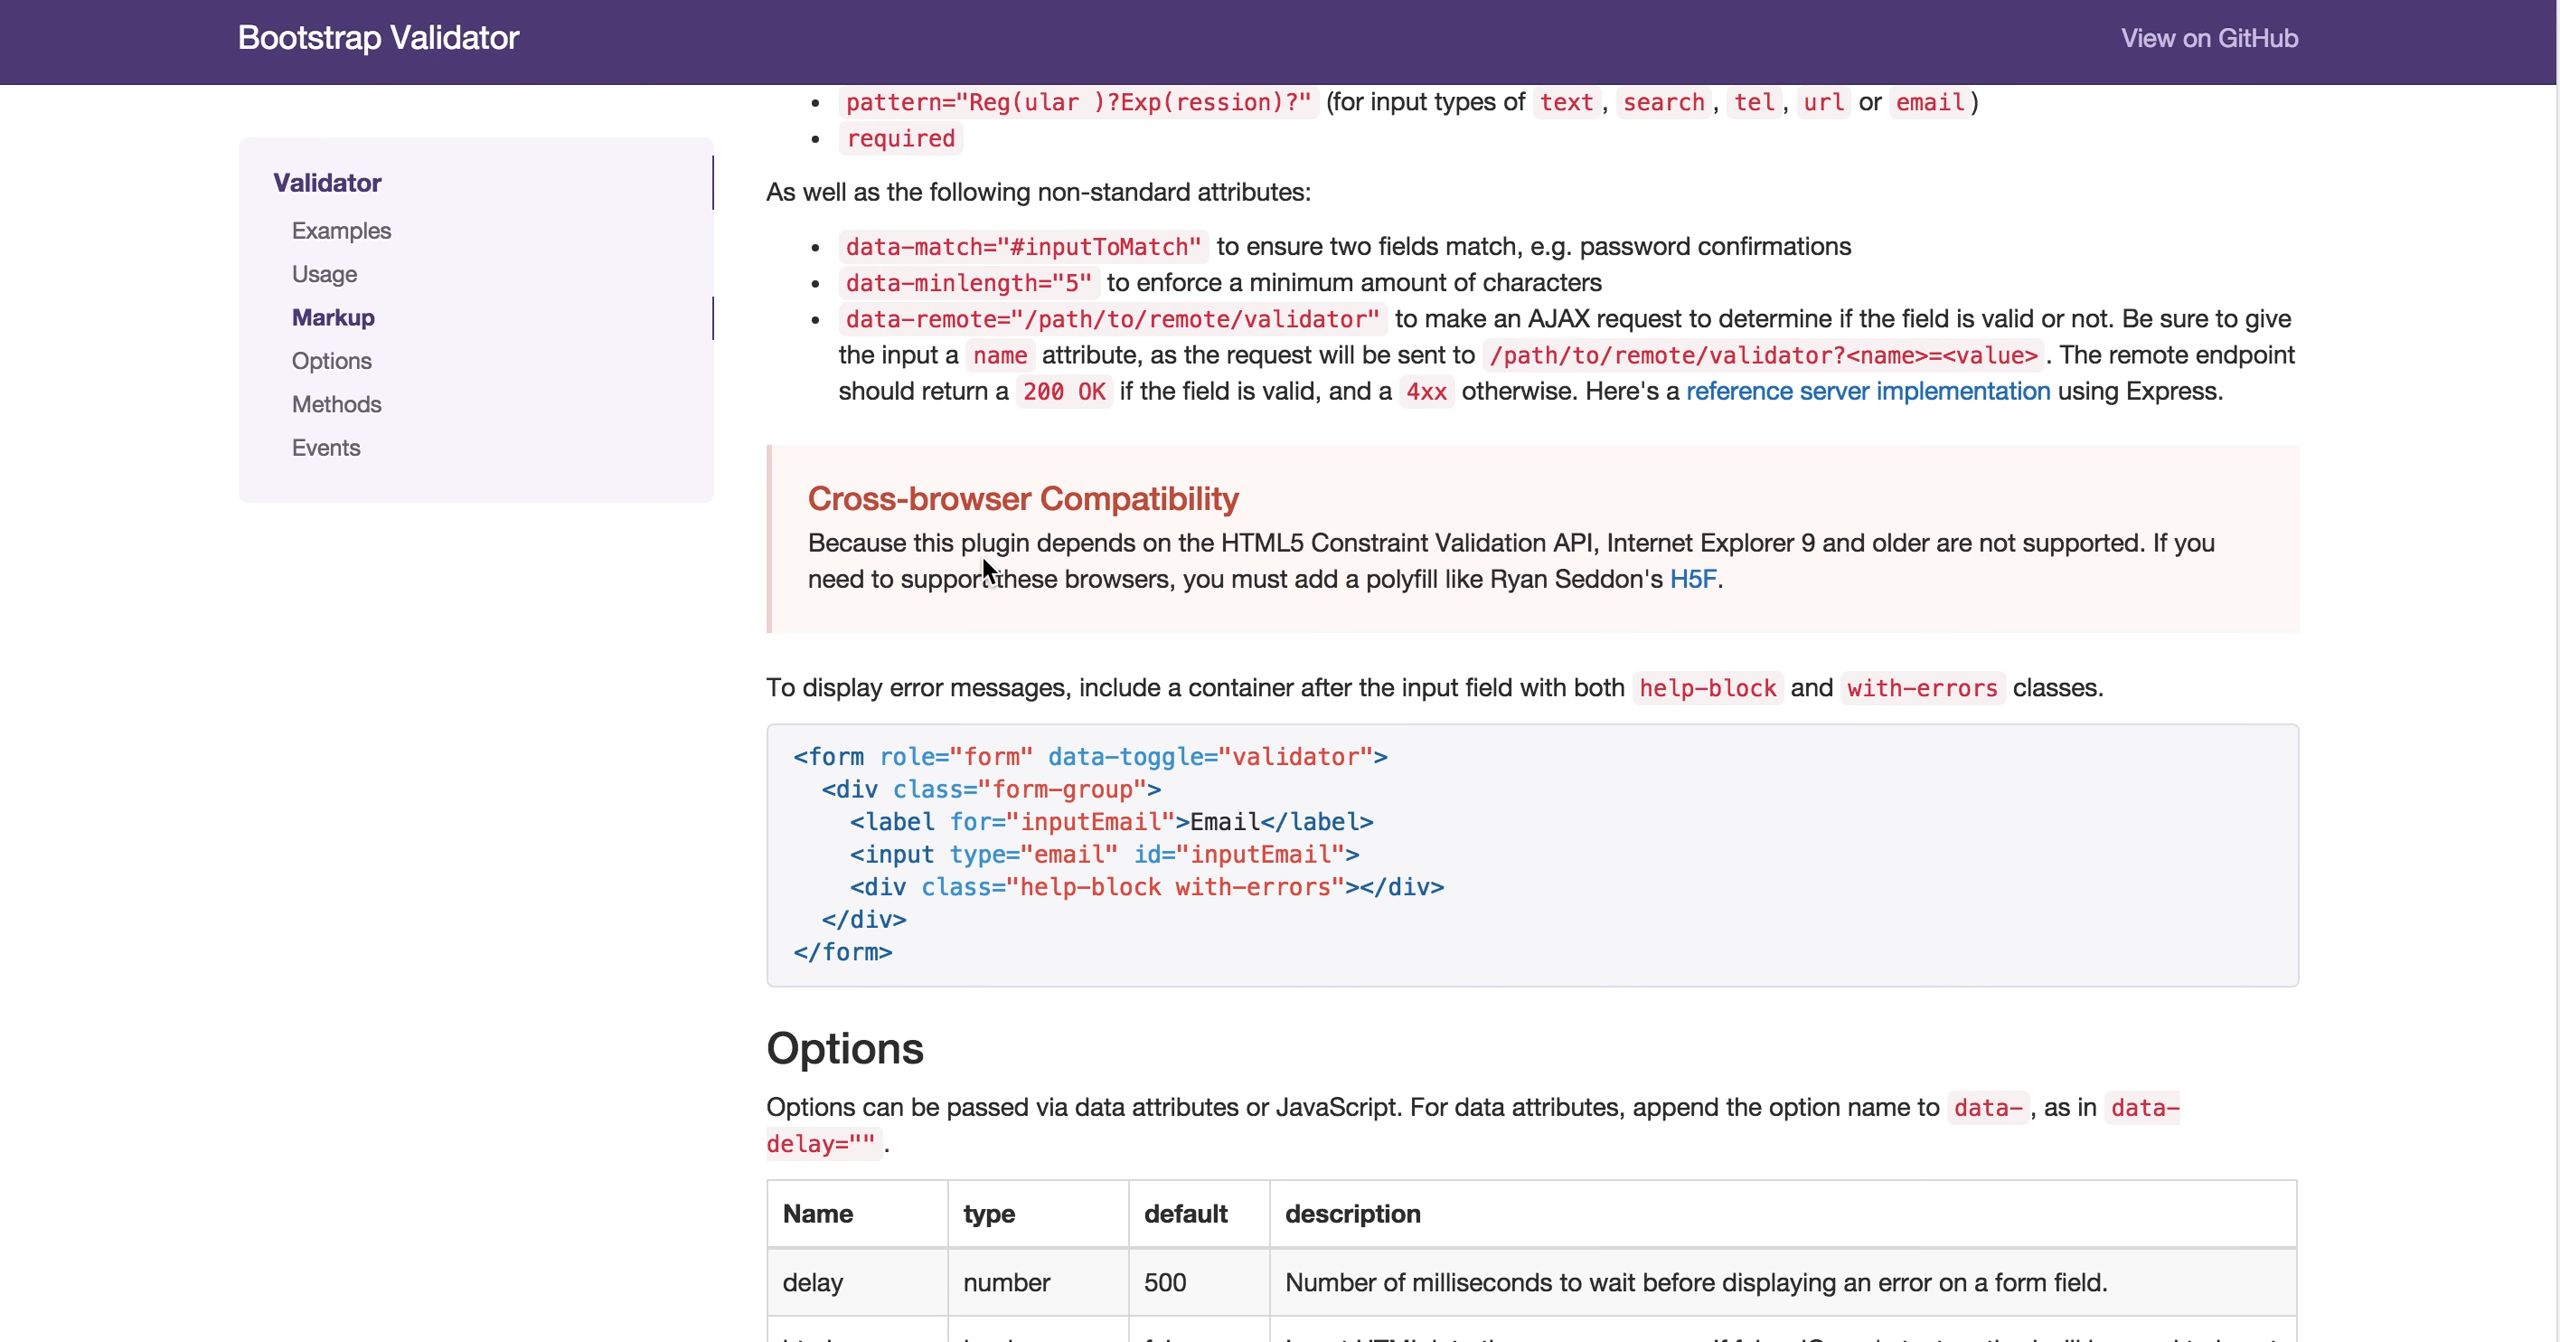 Bootstrap Validator
View on GitHub
Validator
Examples
Usage
Markup
Options
Methods
Events
• pattern="Reg(ular )?Exp(ression)?" (for input types of text, search, tel, url or email)
• required
As well as the following non-standard attributes:
• data-match="#inputToMatch" to ensure two fields match, e.g. password confirmations
• data-minlength="5" to enforce a minimum amount of characters
• data-remote="/path/to/remote/validator" to make an AJAX request to determine if the field is valid or not. Be sure to give
the input a name attribute, as the request will be sent to /path/to/remote/validator?<name>=<value>. The remote endpoint
should return a 200 OK if the field is valid, and a 4xx otherwise. Here's a reference server implementation using Express.
Cross-browser Compatibility
Because this plugin depends on the HTML5 Constraint Validation API, Internet Explorer 9 and older are not supported. If you
need to support these browsers, you must add a polyfill like Ryan Seddon's H5F.
To display error messages, include a container after the input field with both help-block and with-errors classes.
<form role="form" data-toggle="validator">
<div class="form-group">
<label for="inputEmail">Email</label>
<input type="email" id="inputEmail">
<div class="help-block with-errors"></div>
</div>
</form>
Options
Options can be passed via data attributes or JavaScript. For data attributes, append the option name to data-, as in data-
delay="".
Name type default description
delay number 500 Number of milliseconds to wait before displaying an error on a form field.